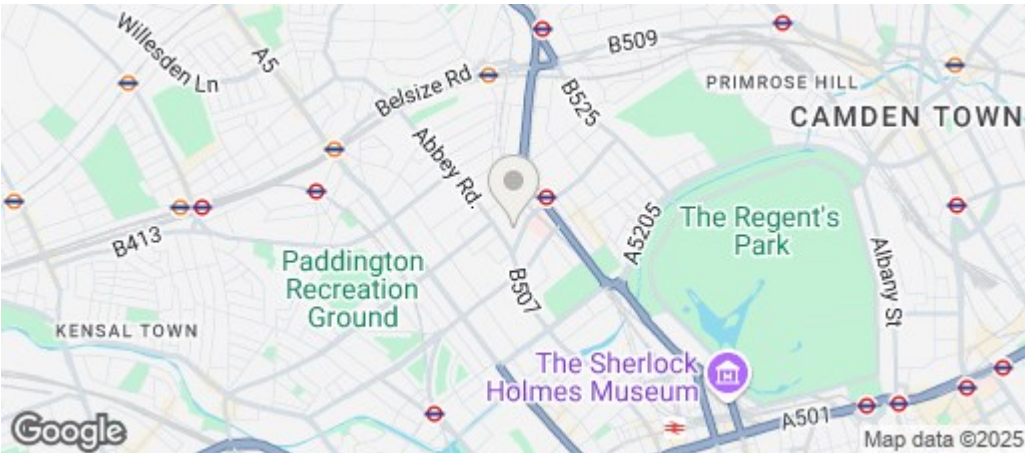 Willesden Ln
A5
B509
Belsize Rd
B525
PRIMROSE HILL
CAMDEN TOWN
Abbey Rd.
A5205
The Regent's
Park
B413
Paddington
Recreation
Ground
B507
Albany St
KENSAL TOWN
The Sherlock
Holmes Museum
A501
Google
Map data ©2025